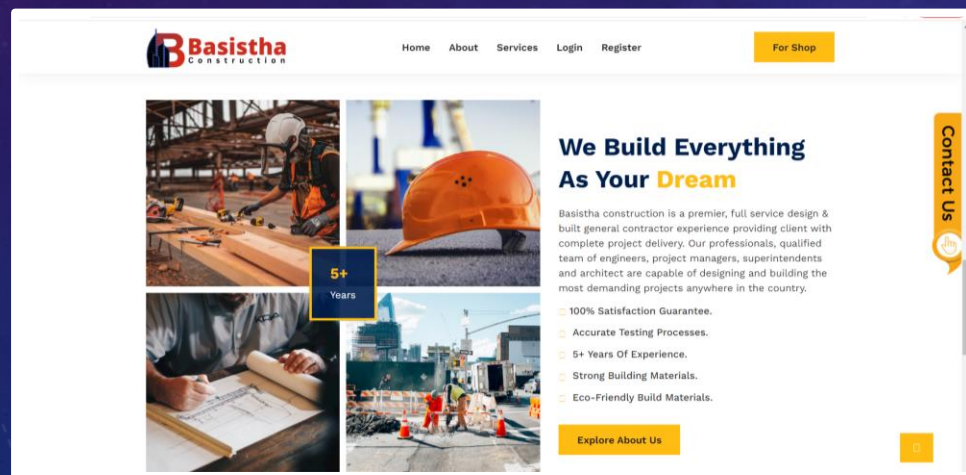 Basistha
Construction
Home About Services Login Register
For Shop
We Build Everything
As Your Dream
Basistha construction is a premier, full service design &
built general contractor experience providing client with
complete project delivery. Our professionals, qualified
team of engineers, project managers, superintendents
and architect are capable of designing and building the
most demanding projects anywhere in the country.
100% Satisfaction Guarantee.
Accurate Testing Processes.
5+ Years Of Experience.
Strong Building Materials.
Eco-Friendly Build Materials.
Explore About Us
5+
Years
Contact Us